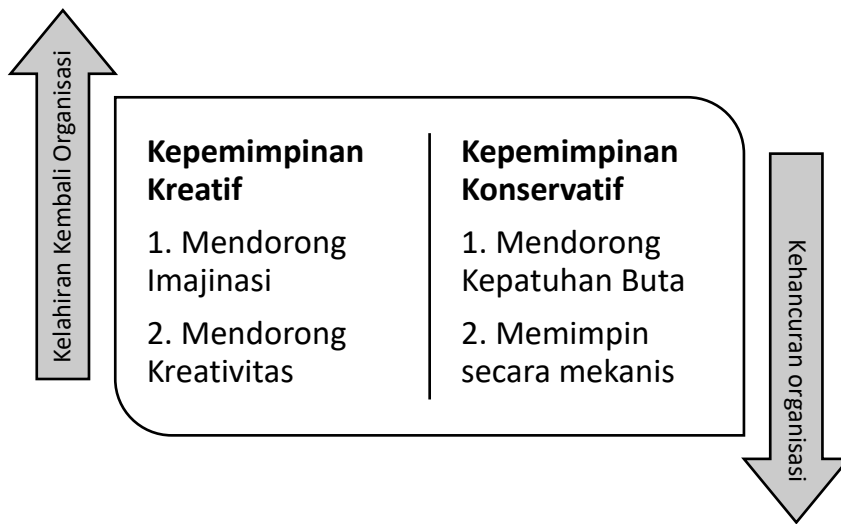 Kelahiran Kembali Organisasi
Kepemimpinan
Kreatif
1. Mendorong
Imajinasi
2. Mendorong
Kreativitas
Kepemimpinan
Konservatif
1. Mendorong
Kepatuhan Buta
2. Memimpin
secara mekanis
Kehancuran organisasi